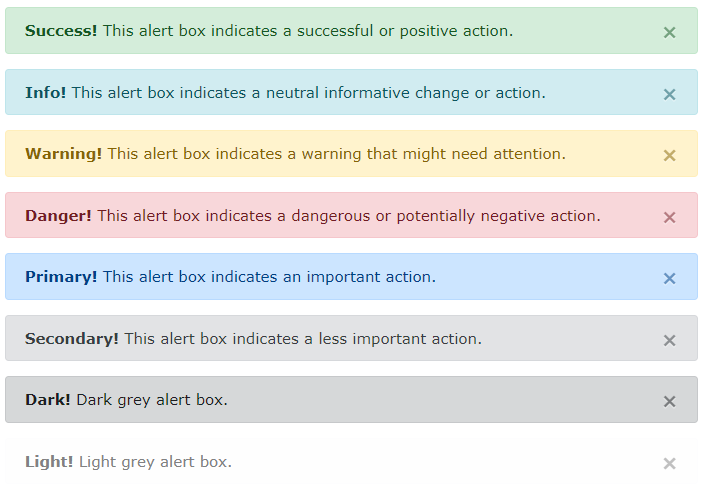 Success! This alert box indicates a successful or positive action. ×
Info! This alert box indicates a neutral informative change or action. ×
Warning! This alert box indicates a warning that might need attention. ×
Danger! This alert box indicates a dangerous or potentially negative action. ×
Primary! This alert box indicates an important action. ×
Secondary! This alert box indicates a less important action. ×
Dark! Dark grey alert box. ×
Light! Light grey alert box. ×